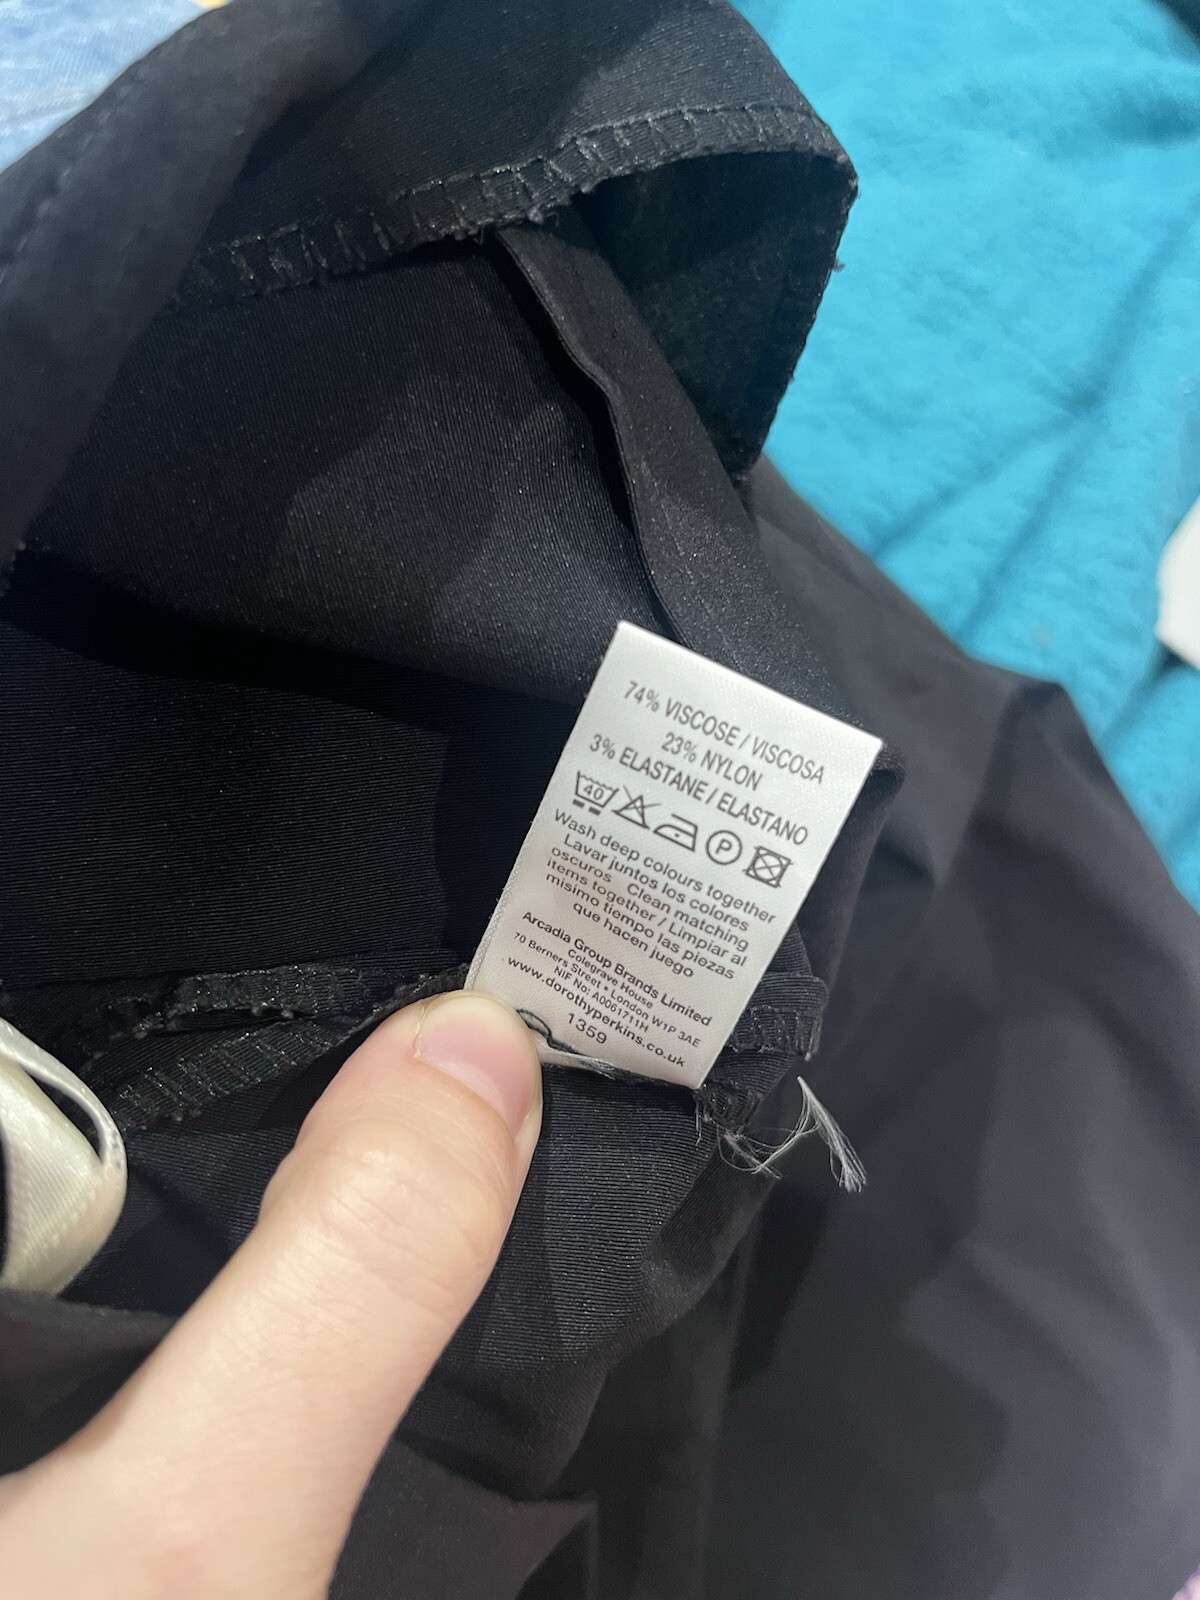 74% VISCOSE / VISCOSA
23% NYLON
3% ELASTANE / ELASTANO
40 P
Wash deep colours together
Lavar juntos los colores
oscuros Clean matching
items together / Limpiar al
misimo tiempo las piezas
que hacen juego
Arcadia Group Brands Limited
Colegrave House
70 Berners Street • London W1P 3AE
NIF No: A0061711H
www.dorothyperkins.co.uk
1359